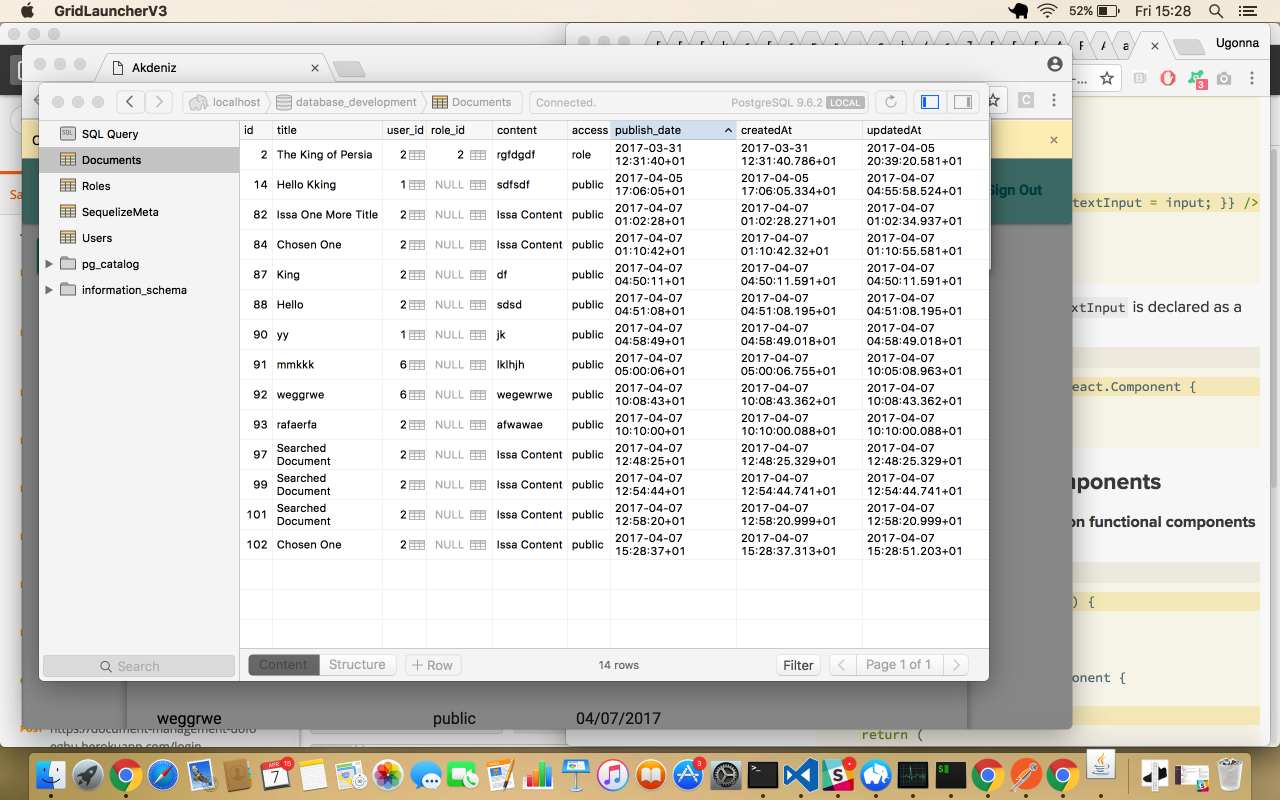 GridLauncherV3
52%
Fri 15:28
Ugonna
Akdeniz
localhost
database_development
Documents
Connected.
PostgreSQL 9.6.2
LOCAL
SQL Query
Documents
Roles
SequelizeMeta
Users
pg_catalog
information_schema
id title user_id role_id content access publish_date createdAt updatedAt
2 The King of Persia 2 2 rgfdgdf role 2017-03-31 12:31:40+01 2017-03-31 12:31:40.786+01 2017-04-05 20:39:20.581+01
14 Hello Kking 1 NULL sdfsdf public 2017-04-05 17:06:05+01 2017-04-05 17:06:05.334+01 2017-04-07 04:55:58.524+01
82 Issa One More Title 2 NULL Issa Content public 2017-04-07 01:02:28+01 2017-04-07 01:02:28.271+01 2017-04-07 01:02:34.937+01
84 Chosen One 2 NULL Issa Content public 2017-04-07 01:10:42+01 2017-04-07 01:10:42.32+01 2017-04-07 01:10:55.581+01
87 King 2 NULL df public 2017-04-07 04:50:11+01 2017-04-07 04:50:11.591+01 2017-04-07 04:50:11.591+01
88 Hello 2 NULL sdsd public 2017-04-07 04:51:08+01 2017-04-07 04:51:08.195+01 2017-04-07 04:51:08.195+01
90 yy 1 NULL jk public 2017-04-07 04:58:49+01 2017-04-07 04:58:49.018+01 2017-04-07 04:58:49.018+01
91 mmkkk 6 NULL lklhjh public 2017-04-07 05:00:06+01 2017-04-07 05:00:06.755+01 2017-04-07 10:05:08.963+01
92 weggrwe 6 NULL wegewrwe public 2017-04-07 10:08:43+01 2017-04-07 10:08:43.362+01 2017-04-07 10:08:43.362+01
93 rafaerfa 2 NULL afwawae public 2017-04-07 10:10:00+01 2017-04-07 10:10:00.088+01 2017-04-07 10:10:00.088+01
97 Searched Document 2 NULL Issa Content public 2017-04-07 12:48:25+01 2017-04-07 12:48:25.329+01 2017-04-07 12:48:25.329+01
99 Searched Document 2 NULL Issa Content public 2017-04-07 12:54:44+01 2017-04-07 12:54:44.741+01 2017-04-07 12:54:44.741+01
101 Searched Document 2 NULL Issa Content public 2017-04-07 12:58:20+01 2017-04-07 12:58:20.999+01 2017-04-07 12:58:20.999+01
102 Chosen One 2 NULL Issa Content public 2017-04-07 15:28:37+01 2017-04-07 15:28:37.313+01 2017-04-07 15:28:51.203+01
Search
Content
Structure
+ Row
14 rows
Filter
Page 1 of 1
Sign Out
extInput = input; }} />
xtInput is declared as a
eact.Component {
ponents
on functional components
) {
onent {
return (
weggrwe public 04/07/2017
POST
https://document-management-dofo
APR
7
15
3
3